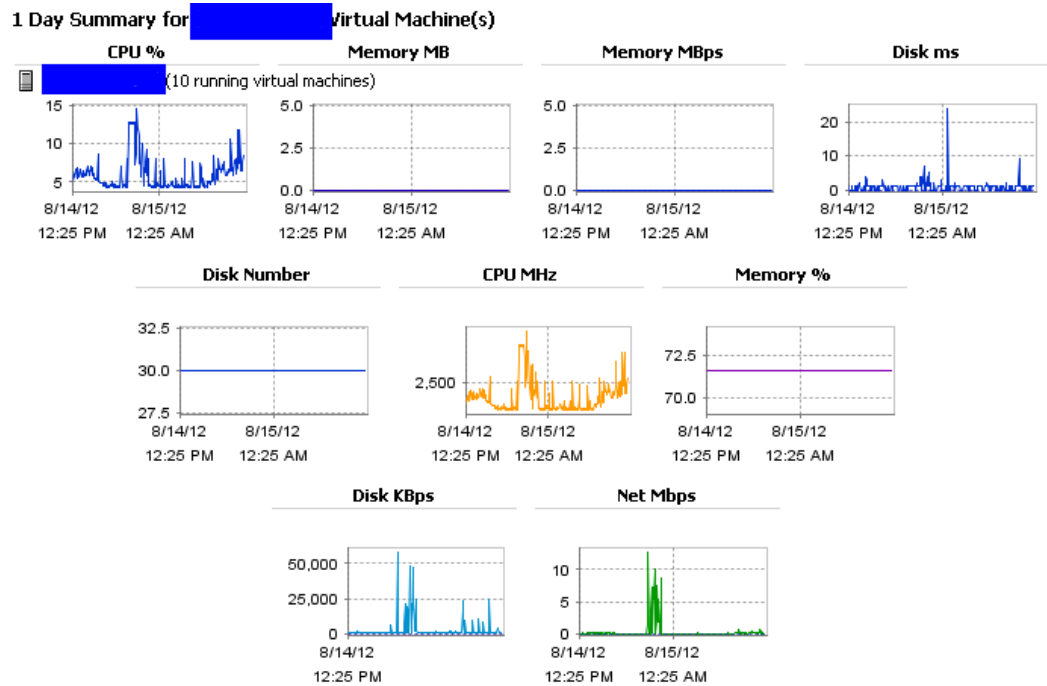 1 Day Summary for Virtual Machine(s)
CPU % Memory MB Memory MBps Disk ms
(10 running virtual machines)
15 5.0 5.0 20
10 2.5 2.5 10
5 0.0 0.0 0
8/14/12 8/15/12 8/14/12 8/15/12 8/14/12 8/15/12 8/14/12 8/15/12
12:25 PM 12:25 AM 12:25 PM 12:25 AM 12:25 PM 12:25 AM 12:25 PM 12:25 AM
Disk Number CPU MHz Memory %
32.5
72.5
30.0
2,500
70.0
27.5
8/14/12 8/15/12 8/14/12 8/15/12 8/14/12 8/15/12
12:25 PM 12:25 AM 12:25 PM 12:25 AM 12:25 PM 12:25 AM
Disk KBps Net Mbps
50,000 10
25,000 5
0 0
8/14/12 8/14/12 8/15/12
12:25 PM 12:25 PM 12:25 AM